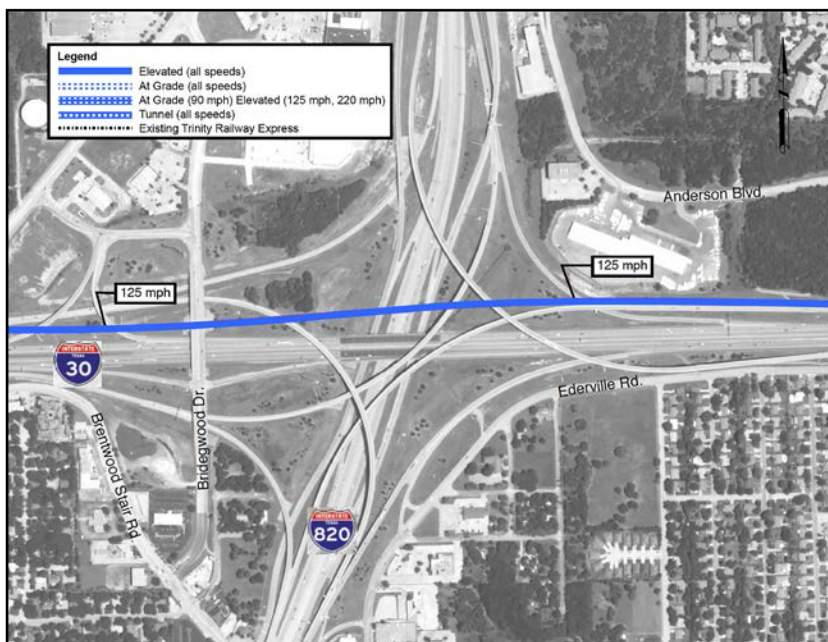 Legend
Elevated (all speeds)
At Grade (all speeds)
At Grade (90 mph) Elevated (125 mph, 220 mph)
Tunnel (all speeds)
Existing Trinity Railway Express
Anderson Blvd.
125 mph
125 mph
INTERSTATE
TEXAS
30
Ederville Rd.
Bridegwood Dr.
Brentwood Stair Rd.
INTERSTATE
TEXAS
820